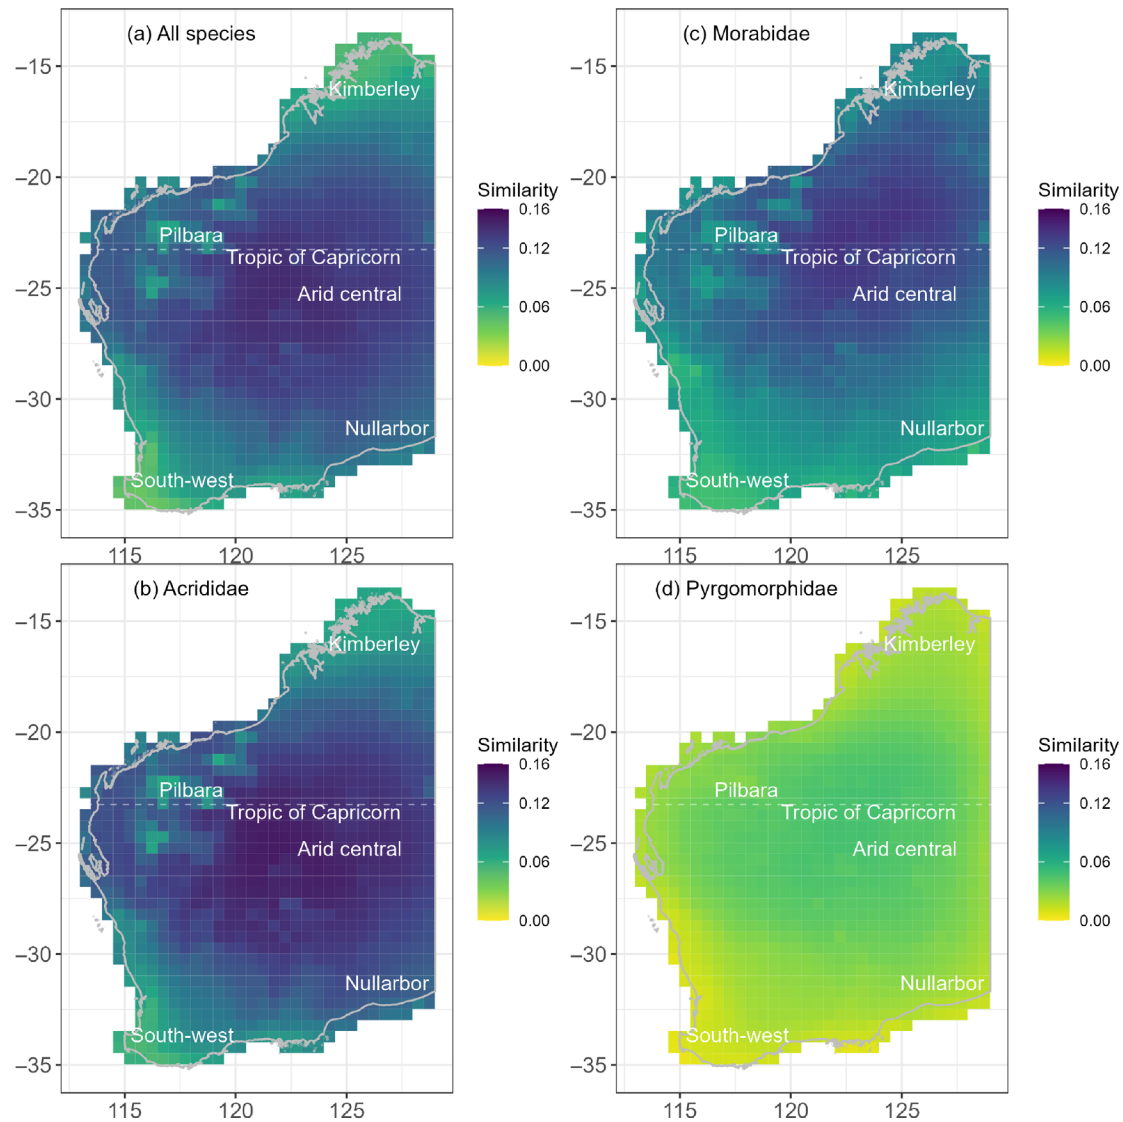 (a) All species
−15
−20
−25
−30
−35
Kimberley
Pilbara
Tropic of Capricorn
Arid central
Nullarbor
South-west
115
120
125
Similarity
0.16
0.12
0.06
0.00
(c) Morabidae
−15
−20
−25
−30
−35
Kimberley
Pilbara
Tropic of Capricorn
Arid central
Nullarbor
South-west
115
120
125
Similarity
0.16
0.12
0.06
0.00
(b) Acrididae
−15
−20
−25
−30
−35
Kimberley
Pilbara
Tropic of Capricorn
Arid central
Nullarbor
South-west
115
120
125
Similarity
0.16
0.12
0.06
0.00
(d) Pyrgomorphidae
−15
−20
−25
−30
−35
Kimberley
Pilbara
Tropic of Capricorn
Arid central
Nullarbor
South-west
115
120
125
Similarity
0.16
0.12
0.06
0.00